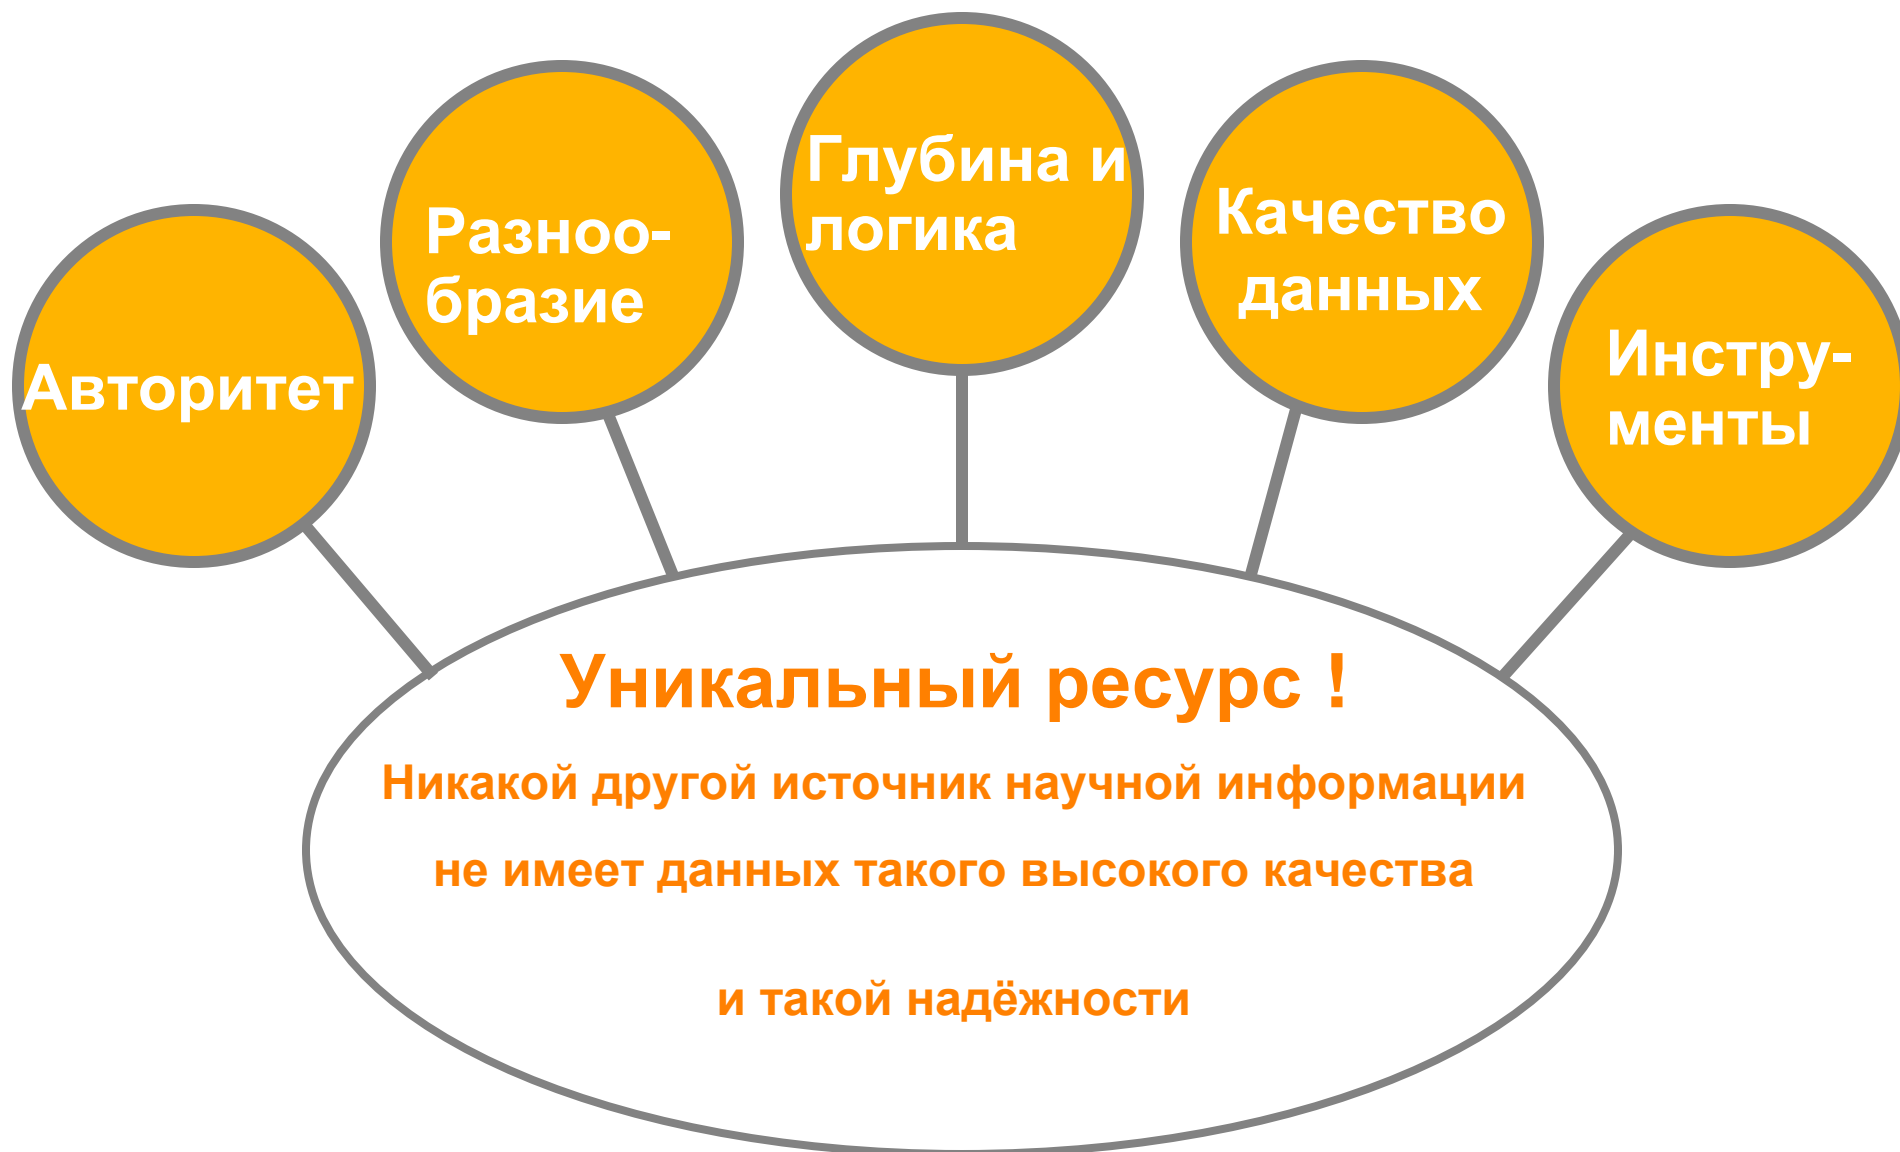 Авторитет
Разноо-
бразие
Глубина и
логика
Качество
данных
Инстру-
менты
Уникальный ресурс !
Никакой другой источник научной информации
не имеет данных такого высокого качества
и такой надёжности